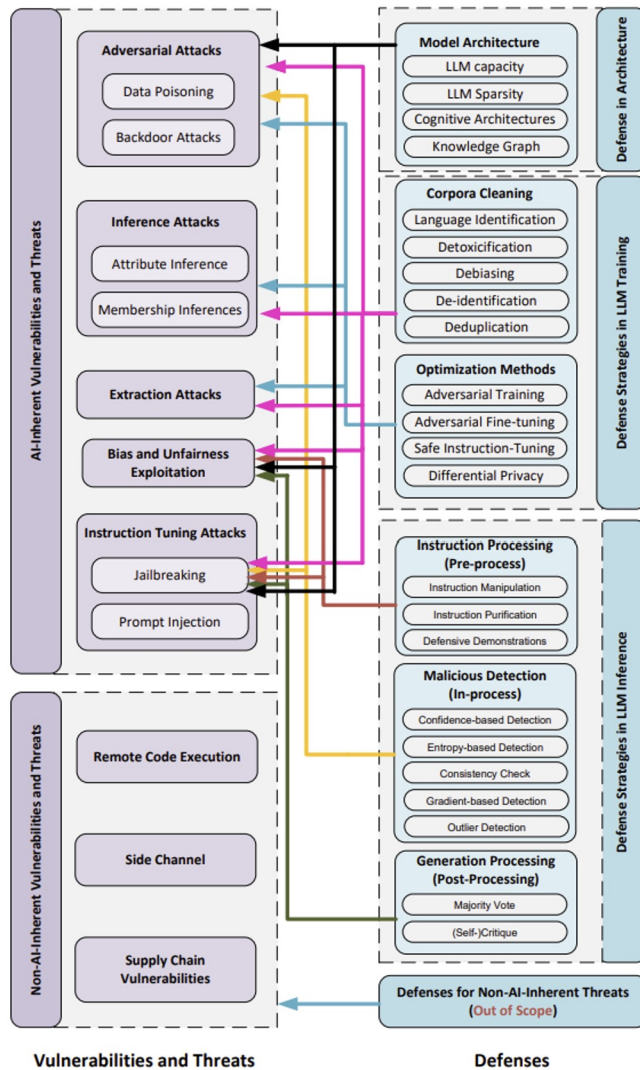 AI-Inherent Vulnerabilities and Threats
Adversarial Attacks
Data Poisoning
Backdoor Attacks
Inference Attacks
Attribute Inference
Membership Inferences
Extraction Attacks
Bias and Unfairness
Exploitation
Instruction Tuning Attacks
Jailbreaking
Prompt Injection
Non-AI-Inherent Vulnerabilities and Threats
Remote Code Execution
Side Channel
Supply Chain
Vulnerabilities
Model Architecture
LLM capacity
LLM Sparsity
Cognitive Architectures
Knowledge Graph
Defense in Architecture
Corpora Cleaning
Language Identification
Detoxicification
Debiasing
De-identification
Deduplication
Optimization Methods
Adversarial Training
Adversarial Fine-tuning
Safe Instruction-Tuning
Differential Privacy
Defense Strategies in LLM Training
Instruction Processing
(Pre-process)
Instruction Manipulation
Instruction Purification
Defensive Demonstrations
Malicious Detection
(In-process)
Confidence-based Detection
Entropy-based Detection
Consistency Check
Gradient-based Detection
Outlier Detection
Generation Processing
(Post-Processing)
Majority Vote
(Self-)Critique
Defense Strategies in LLM Inference
Defenses for Non-AI-Inherent Threats
(Out of Scope)
Vulnerabilities and Threats
Defenses